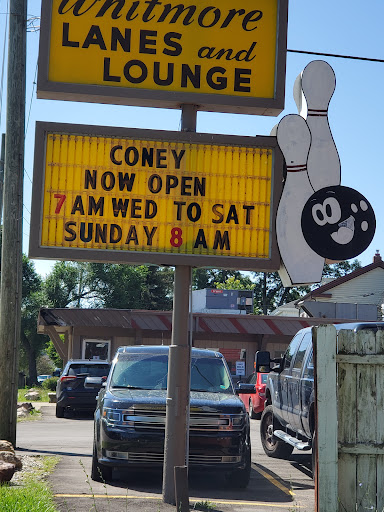 Whitmore
LANES and
LOUNGE
CONEY
NOW OPEN
7 AM WED TO SAT
SUNDAY 8 AM